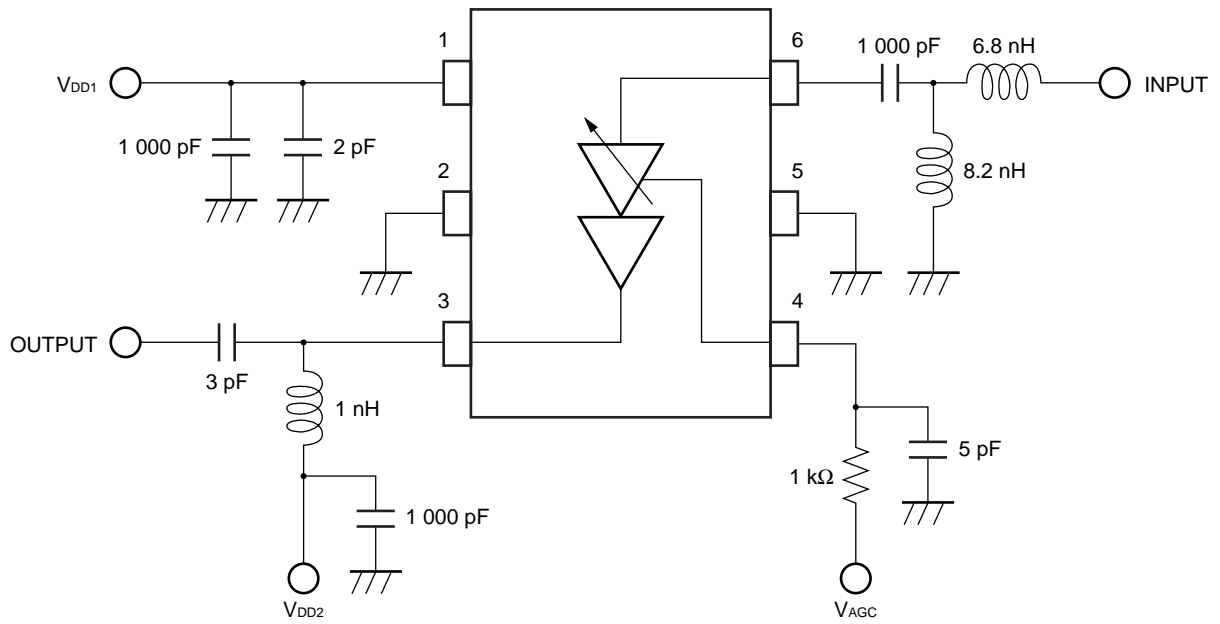 1
6
1 000 pF
6.8 nH
VDD1
INPUT
1 000 pF
2 pF
2
5
8.2 nH
3
4
OUTPUT
3 pF
1 nH
1 kΩ
5 pF
1 000 pF
VDD2
VAGC